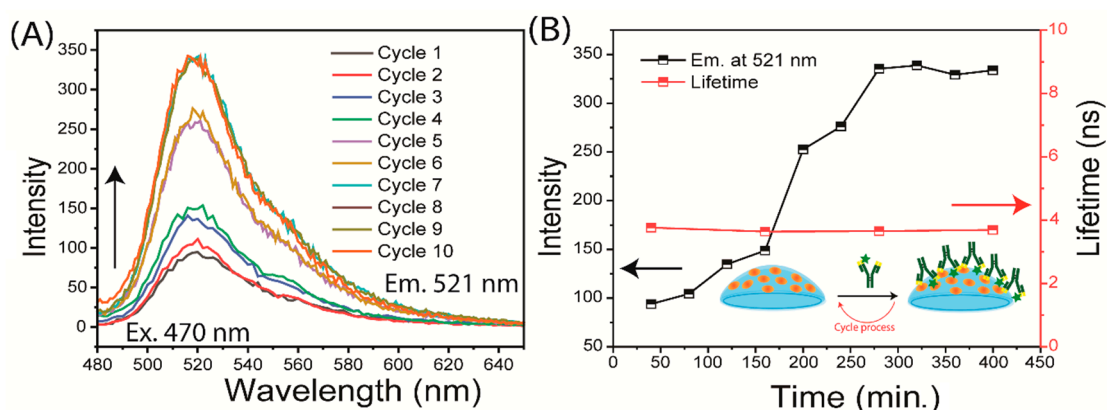 (A)
350
300
250
200
150
100
50
0
Intensity
Cycle 1
Cycle 2
Cycle 3
Cycle 4
Cycle 5
Cycle 6
Cycle 7
Cycle 8
Cycle 9
Cycle 10
Em. 521 nm
Ex. 470 nm
480 500 520 540 560 580 600 620 640
Wavelength (nm)
(B)
350
300
250
200
150
100
50
Intensity
Em. at 521 nm
Lifetime
Cycle process
0 50 100 150 200 250 300 350 400 450
Time (min.)
10
8
6
4
2
0
Lifetime (ns)